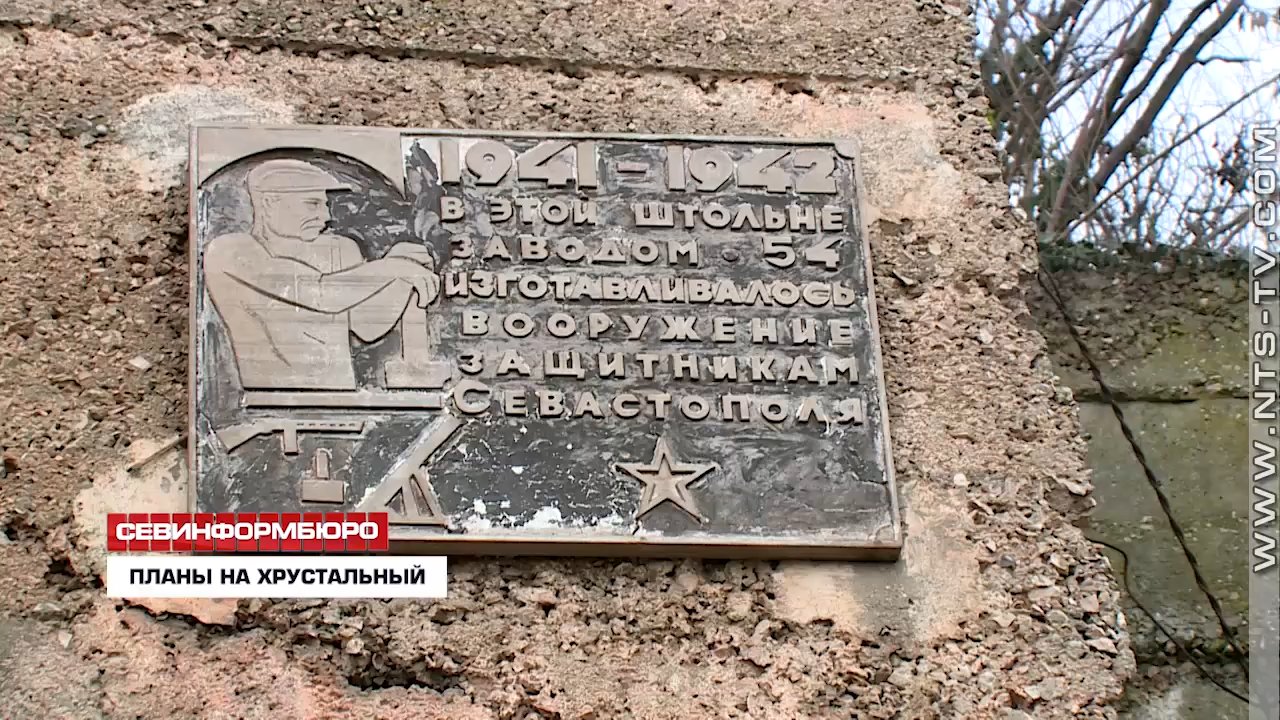 1941-1942
В ЭТОЙ ШТОЛЬНЕ
ЗАВОДОМ · 54
ИЗГОТАВЛИВАЛОСЬ
ВООРУЖЕНИЕ
ЗАЩИТНИКАМ
СЕВАСТОПОЛЯ
СЕВИНФОРМБЮРО
ПЛАНЫ НА ХРУСТАЛЬНЫЙ
WWW.NTS-TV.COM